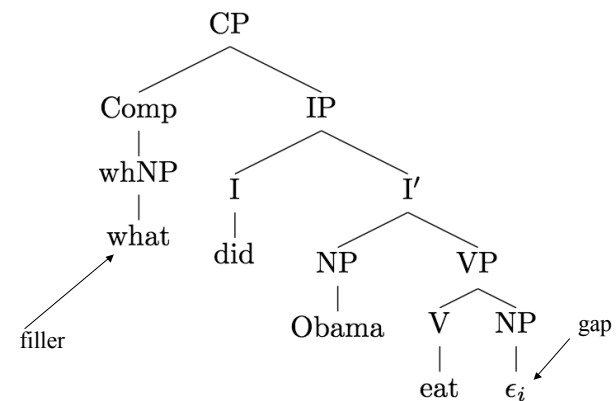 CP
Comp IP
whNP I I′
what did NP VP
filler Obama V NP gap
eat ϵᵢ